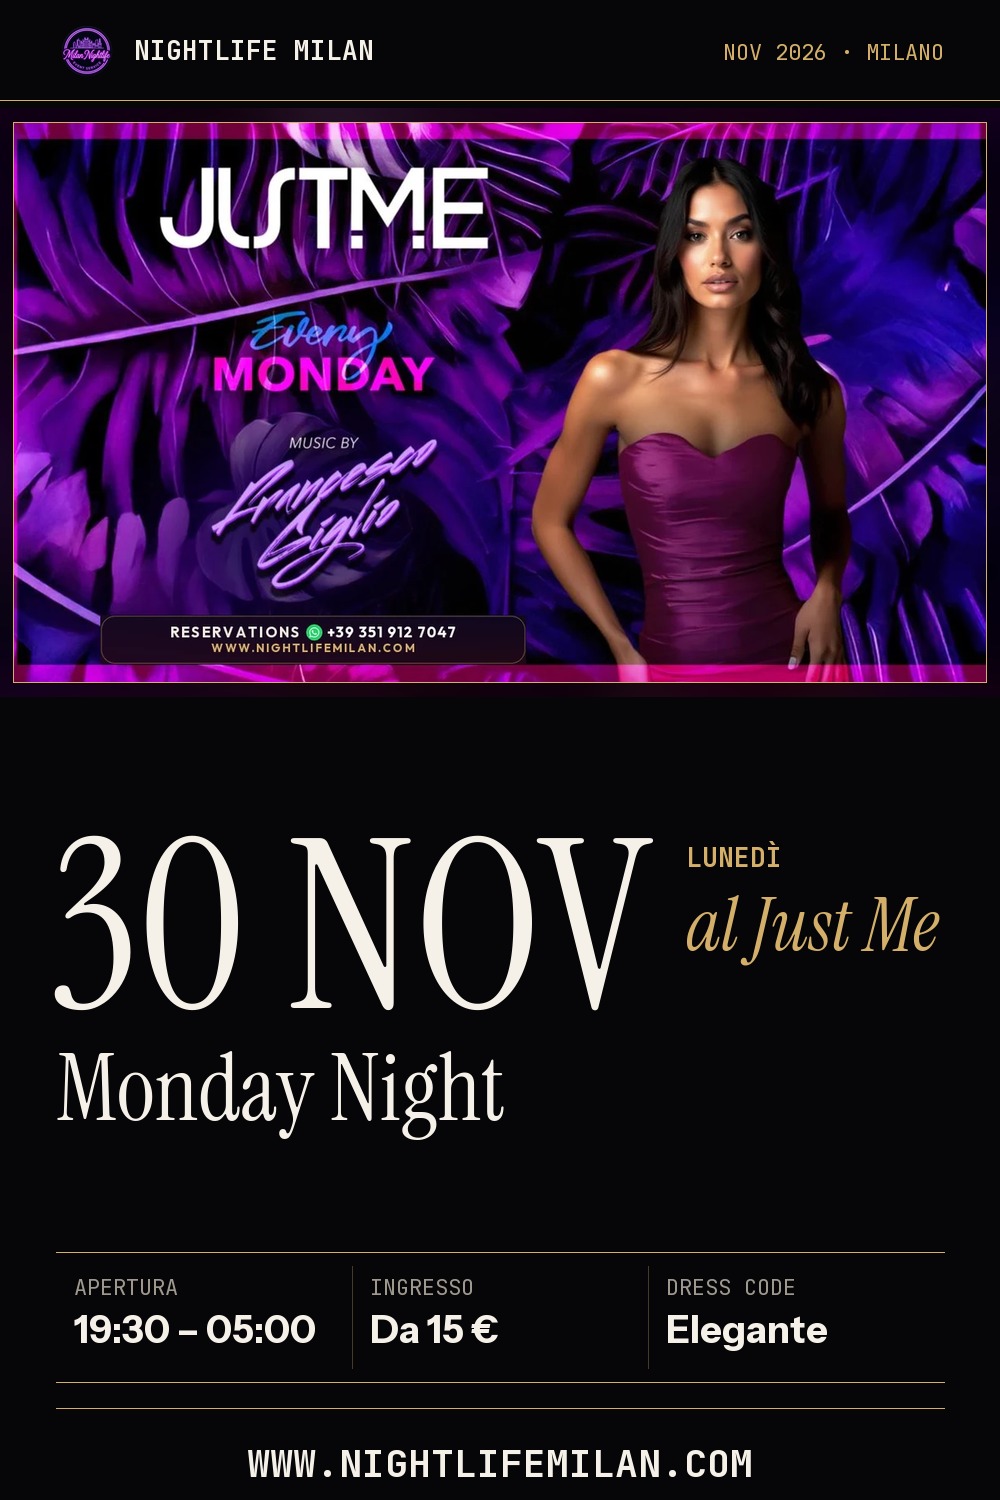 Milan Nightlife
NIGHTLIFE MILAN
NOV 2026 · MILANO
JUSTME
Every
MONDAY
MUSIC BY
Francesco
Giglio
RESERVATIONS +39 351 912 7047
WWW.NIGHTLIFEMILAN.COM
30 NOV
LUNEDÌ
al Just Me
Monday Night
APERTURA
19:30 – 05:00
INGRESSO
Da 15 €
DRESS CODE
Elegante
WWW.NIGHTLIFEMILAN.COM